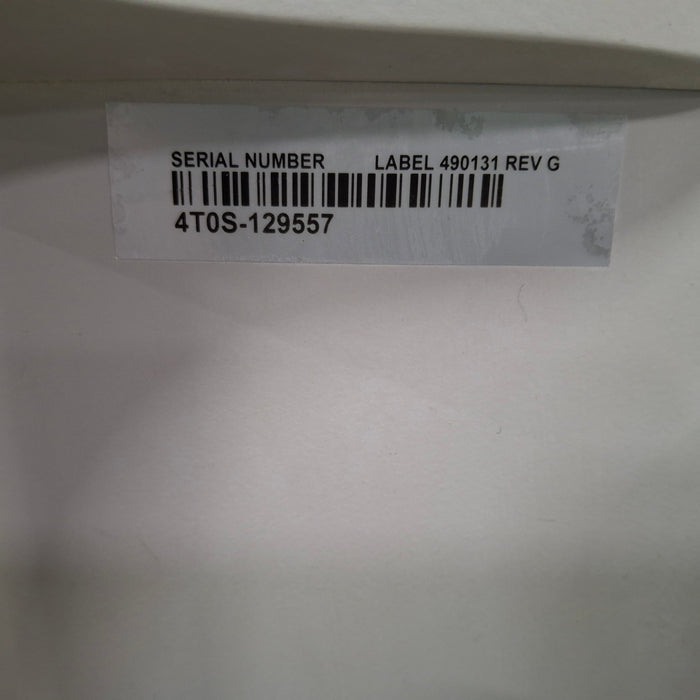 SERIAL NUMBER LABEL 490131 REV G
4T0S-129557